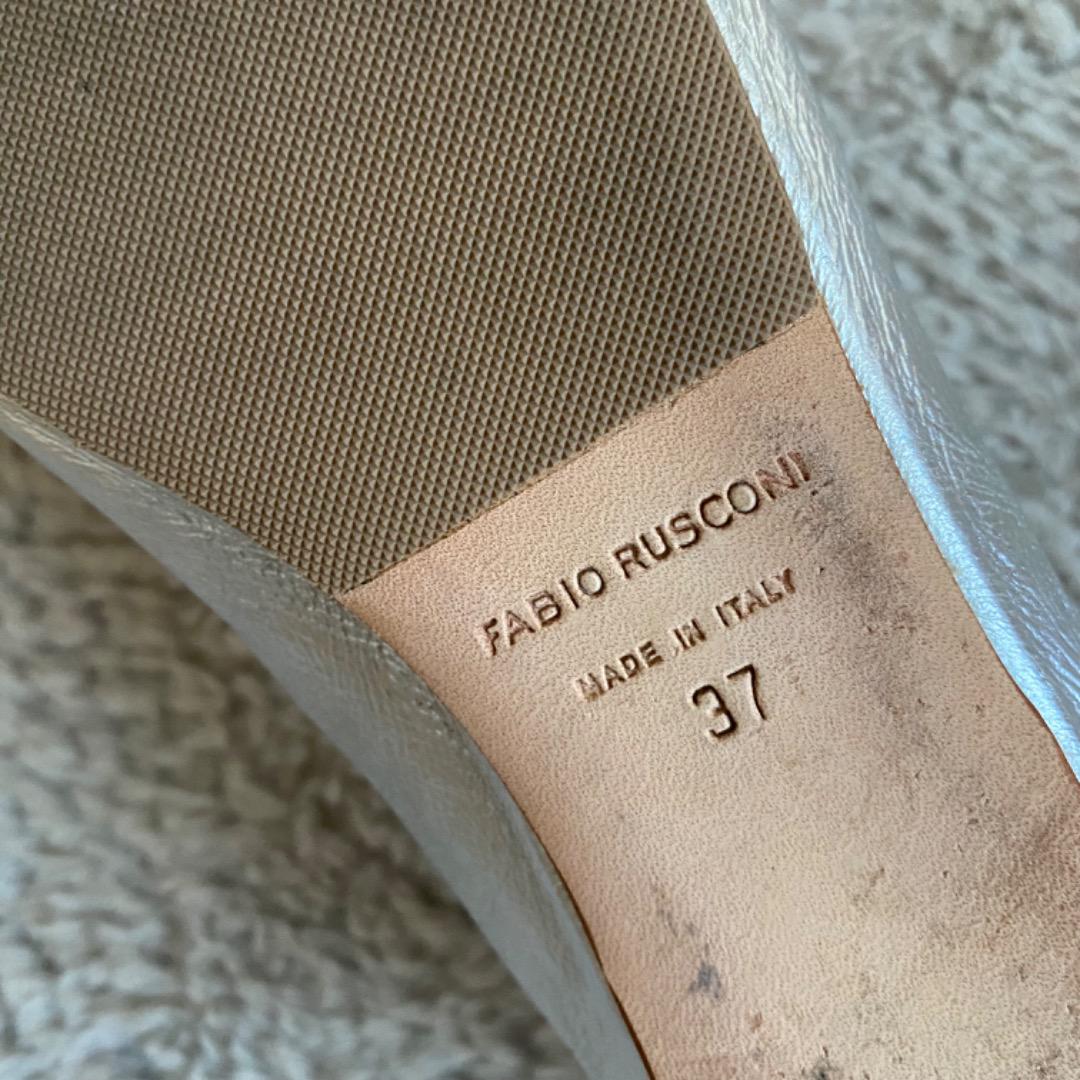 FABIO RUSCONI
MADE IN ITALY
37